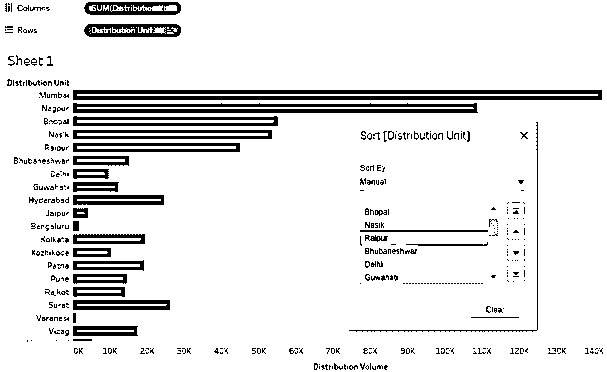 Columns
SUM(Distribution
Rows
Distribution Unit
Sheet 1
Distribution Unit
Mumbai
Nagpur
Bhopal
Nasik
Raipur
Bhubaneshwar
Delhi
Guwahati
Hyderabad
Jaipur
Bengaluru
Kolkata
Kozhikode
Patna
Pune
Rajkot
Surat
Varanasi
Vizag
0K 10K 20K 30K 40K 50K 60K 70K 80K 90K 100K 110K 120K 130K 140K
Distribution Volume
Sort [Distribution Unit]
Sort By
Manual
Bhopal
Nasik
Raipur
Bhubaneshwar
Delhi
Guwahati
Clear